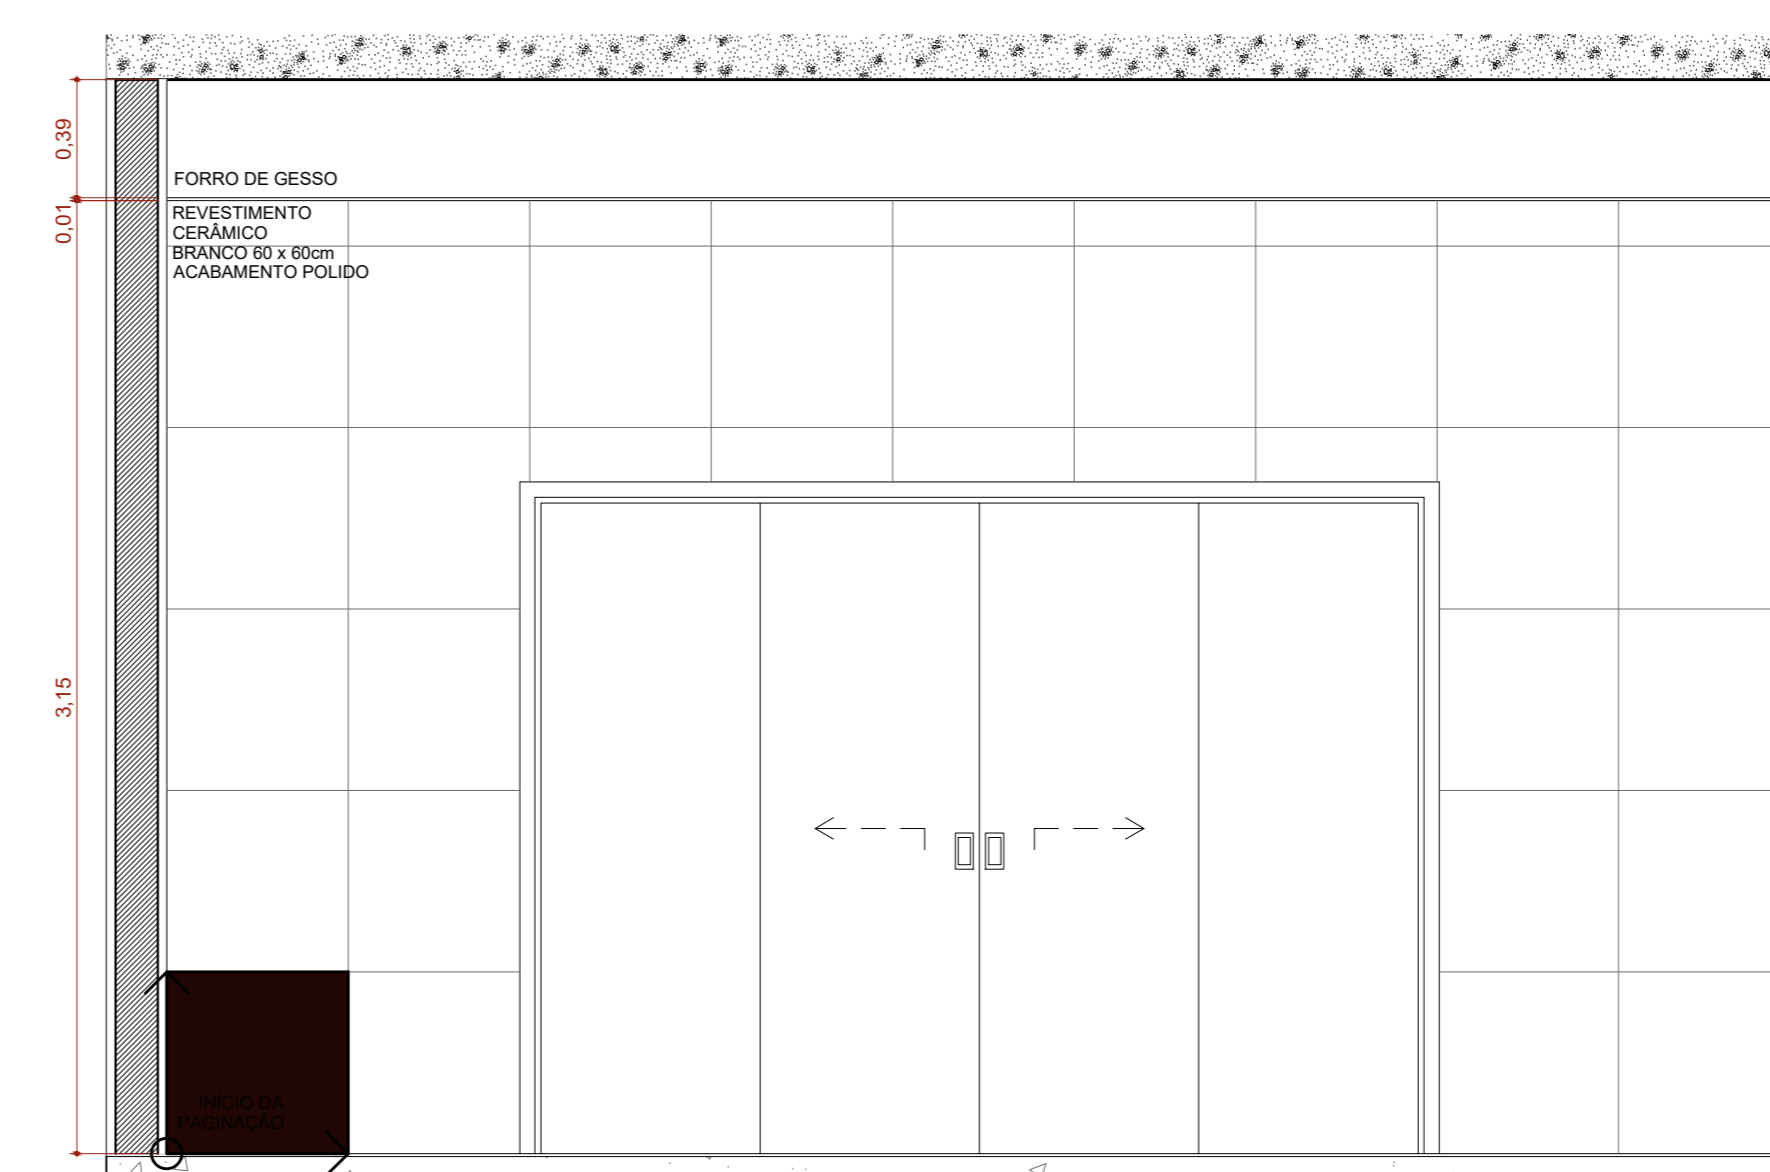 0,39
FORRO DE GESSO
0,01
REVESTIMENTO
CERÂMICO
BRANCO 60 x 60cm
ACABAMENTO POLIDO
3,15
INÍCIO DA
PAGINAÇÃO